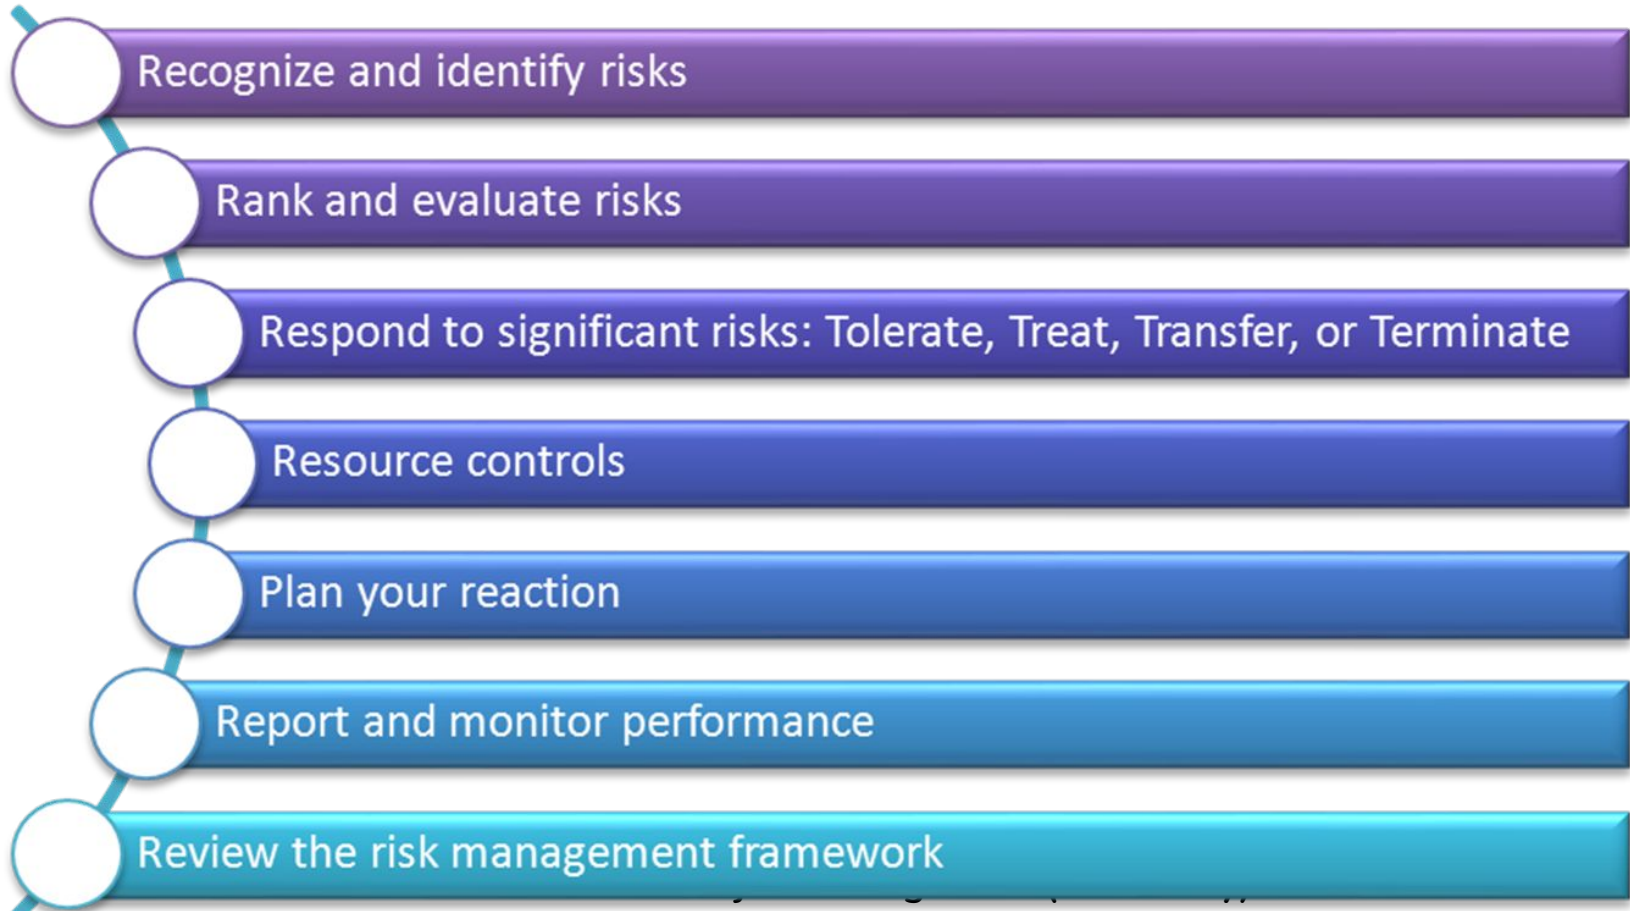 Recognize and identify risks
Rank and evaluate risks
Respond to significant risks: Tolerate, Treat, Transfer, or Terminate
Resource controls
Plan your reaction
Report and monitor performance
Review the risk management framework